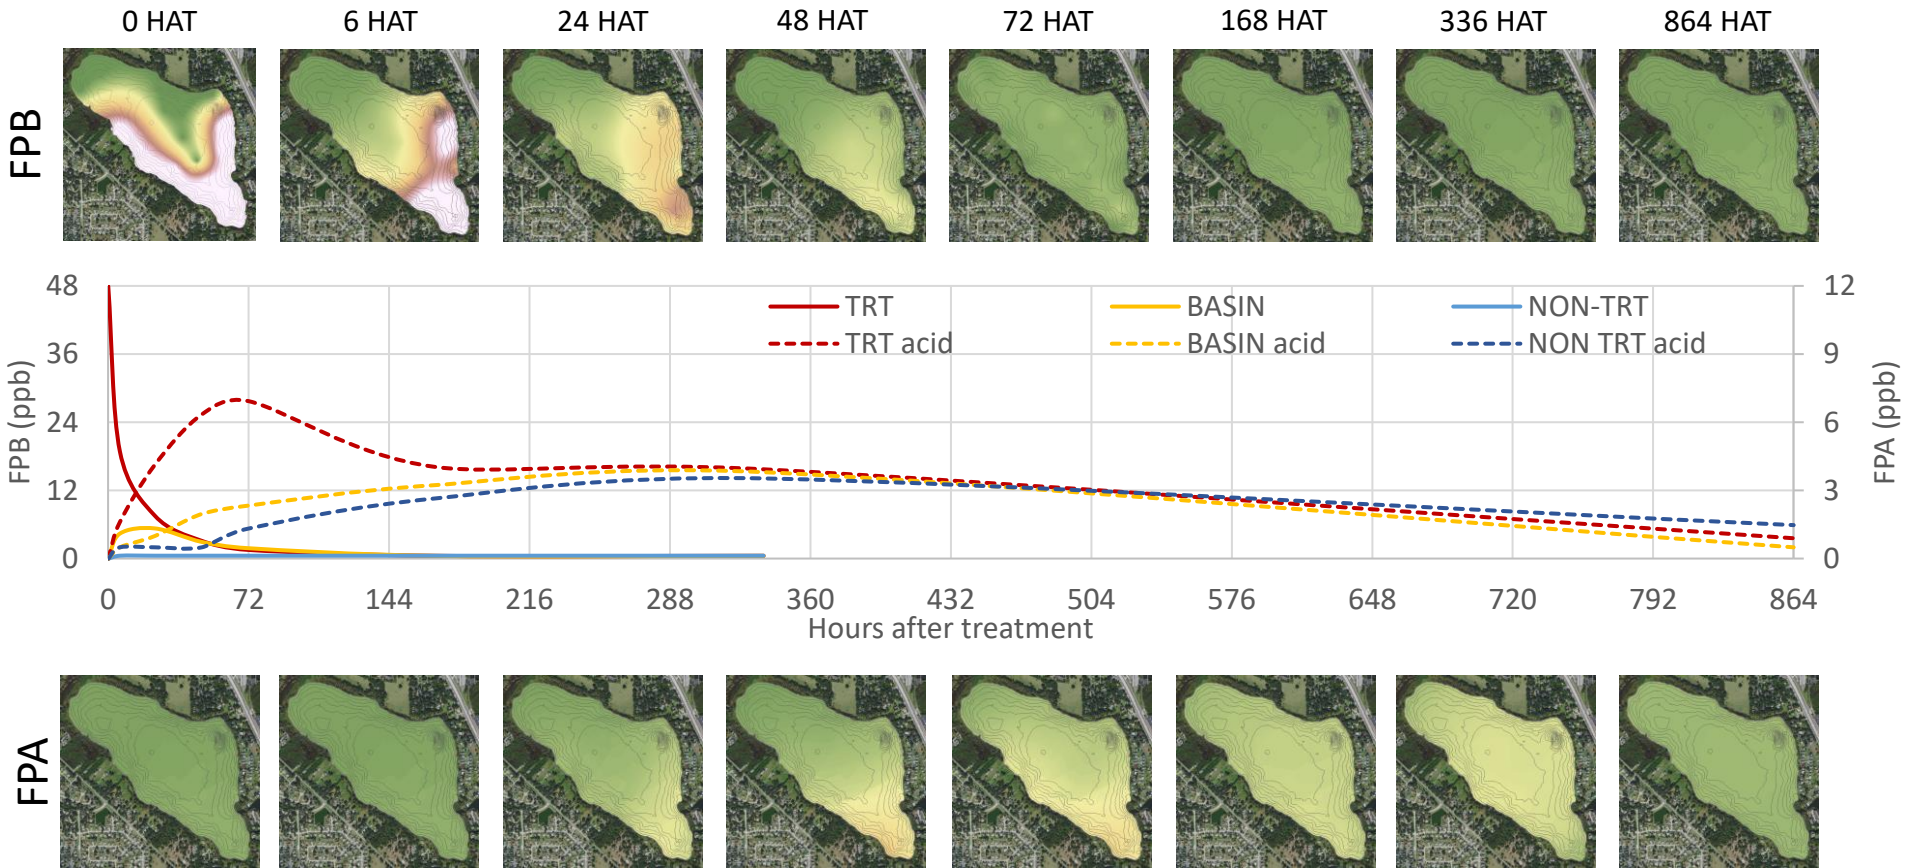 0 HAT 6 HAT 24 HAT 48 HAT 72 HAT 168 HAT 336 HAT 864 HAT
FPB
48 12
36 9
24 6
12 3
0 0
FPB (ppb)
FPA (ppb)
TRT BASIN NON-TRT
TRT acid BASIN acid NON TRT acid
0 72 144 216 288 360 432 504 576 648 720 792 864
Hours after treatment
FPA